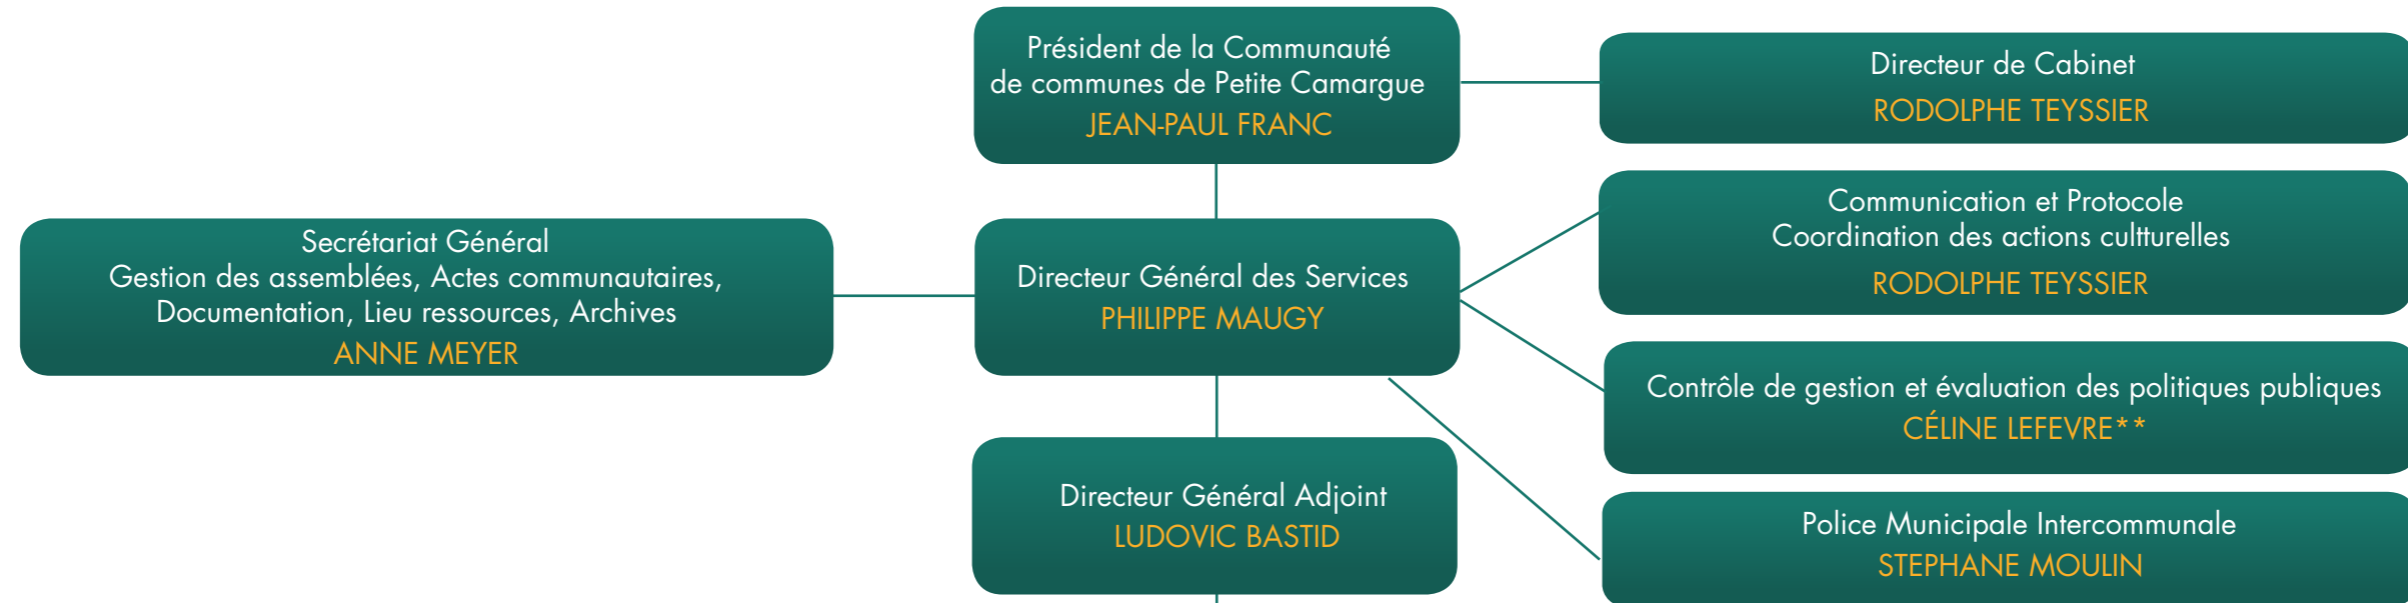 Président de la Communauté
de communes de Petite Camargue
JEAN-PAUL FRANC
Directeur de Cabinet
RODOLPHE TEYSSIER
Secrétariat Général
Gestion des assemblées, Actes communautaires,
Documentation, Lieu ressources, Archives
ANNE MEYER
Directeur Général des Services
PHILIPPE MAUGY
Communication et Protocole
Coordination des actions cultturelles
RODOLPHE TEYSSIER
Contrôle de gestion et évaluation des politiques publiques
CÉLINE LEFEVRE**
Directeur Général Adjoint
LUDOVIC BASTID
Police Municipale Intercommunale
STEPHANE MOULIN